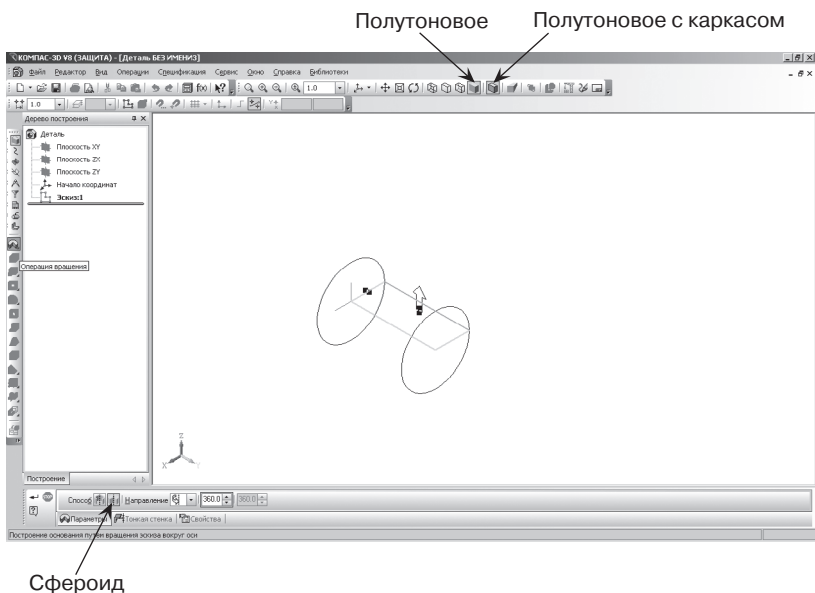 Полутоновое
Полутоновое с каркасом
КОМПАС-3D V8 (ЗАЩИТА) - [Деталь БЕЗ ИМЕНИ3]
Файл Редактор Вид Операции Спецификация Сервис Окно Справка Библиотеки
1.0
1.0
Дерево построения
Деталь
Плоскость XY
Плоскость ZX
Плоскость ZY
Начало координат
Эскиз:1
Операция вращения
Z
X
Y
Построение
Способ Направление 360.0 360.0
Параметры Тонкая стенка Свойства
Построение основания путем вращения эскиза вокруг оси
Сфероид